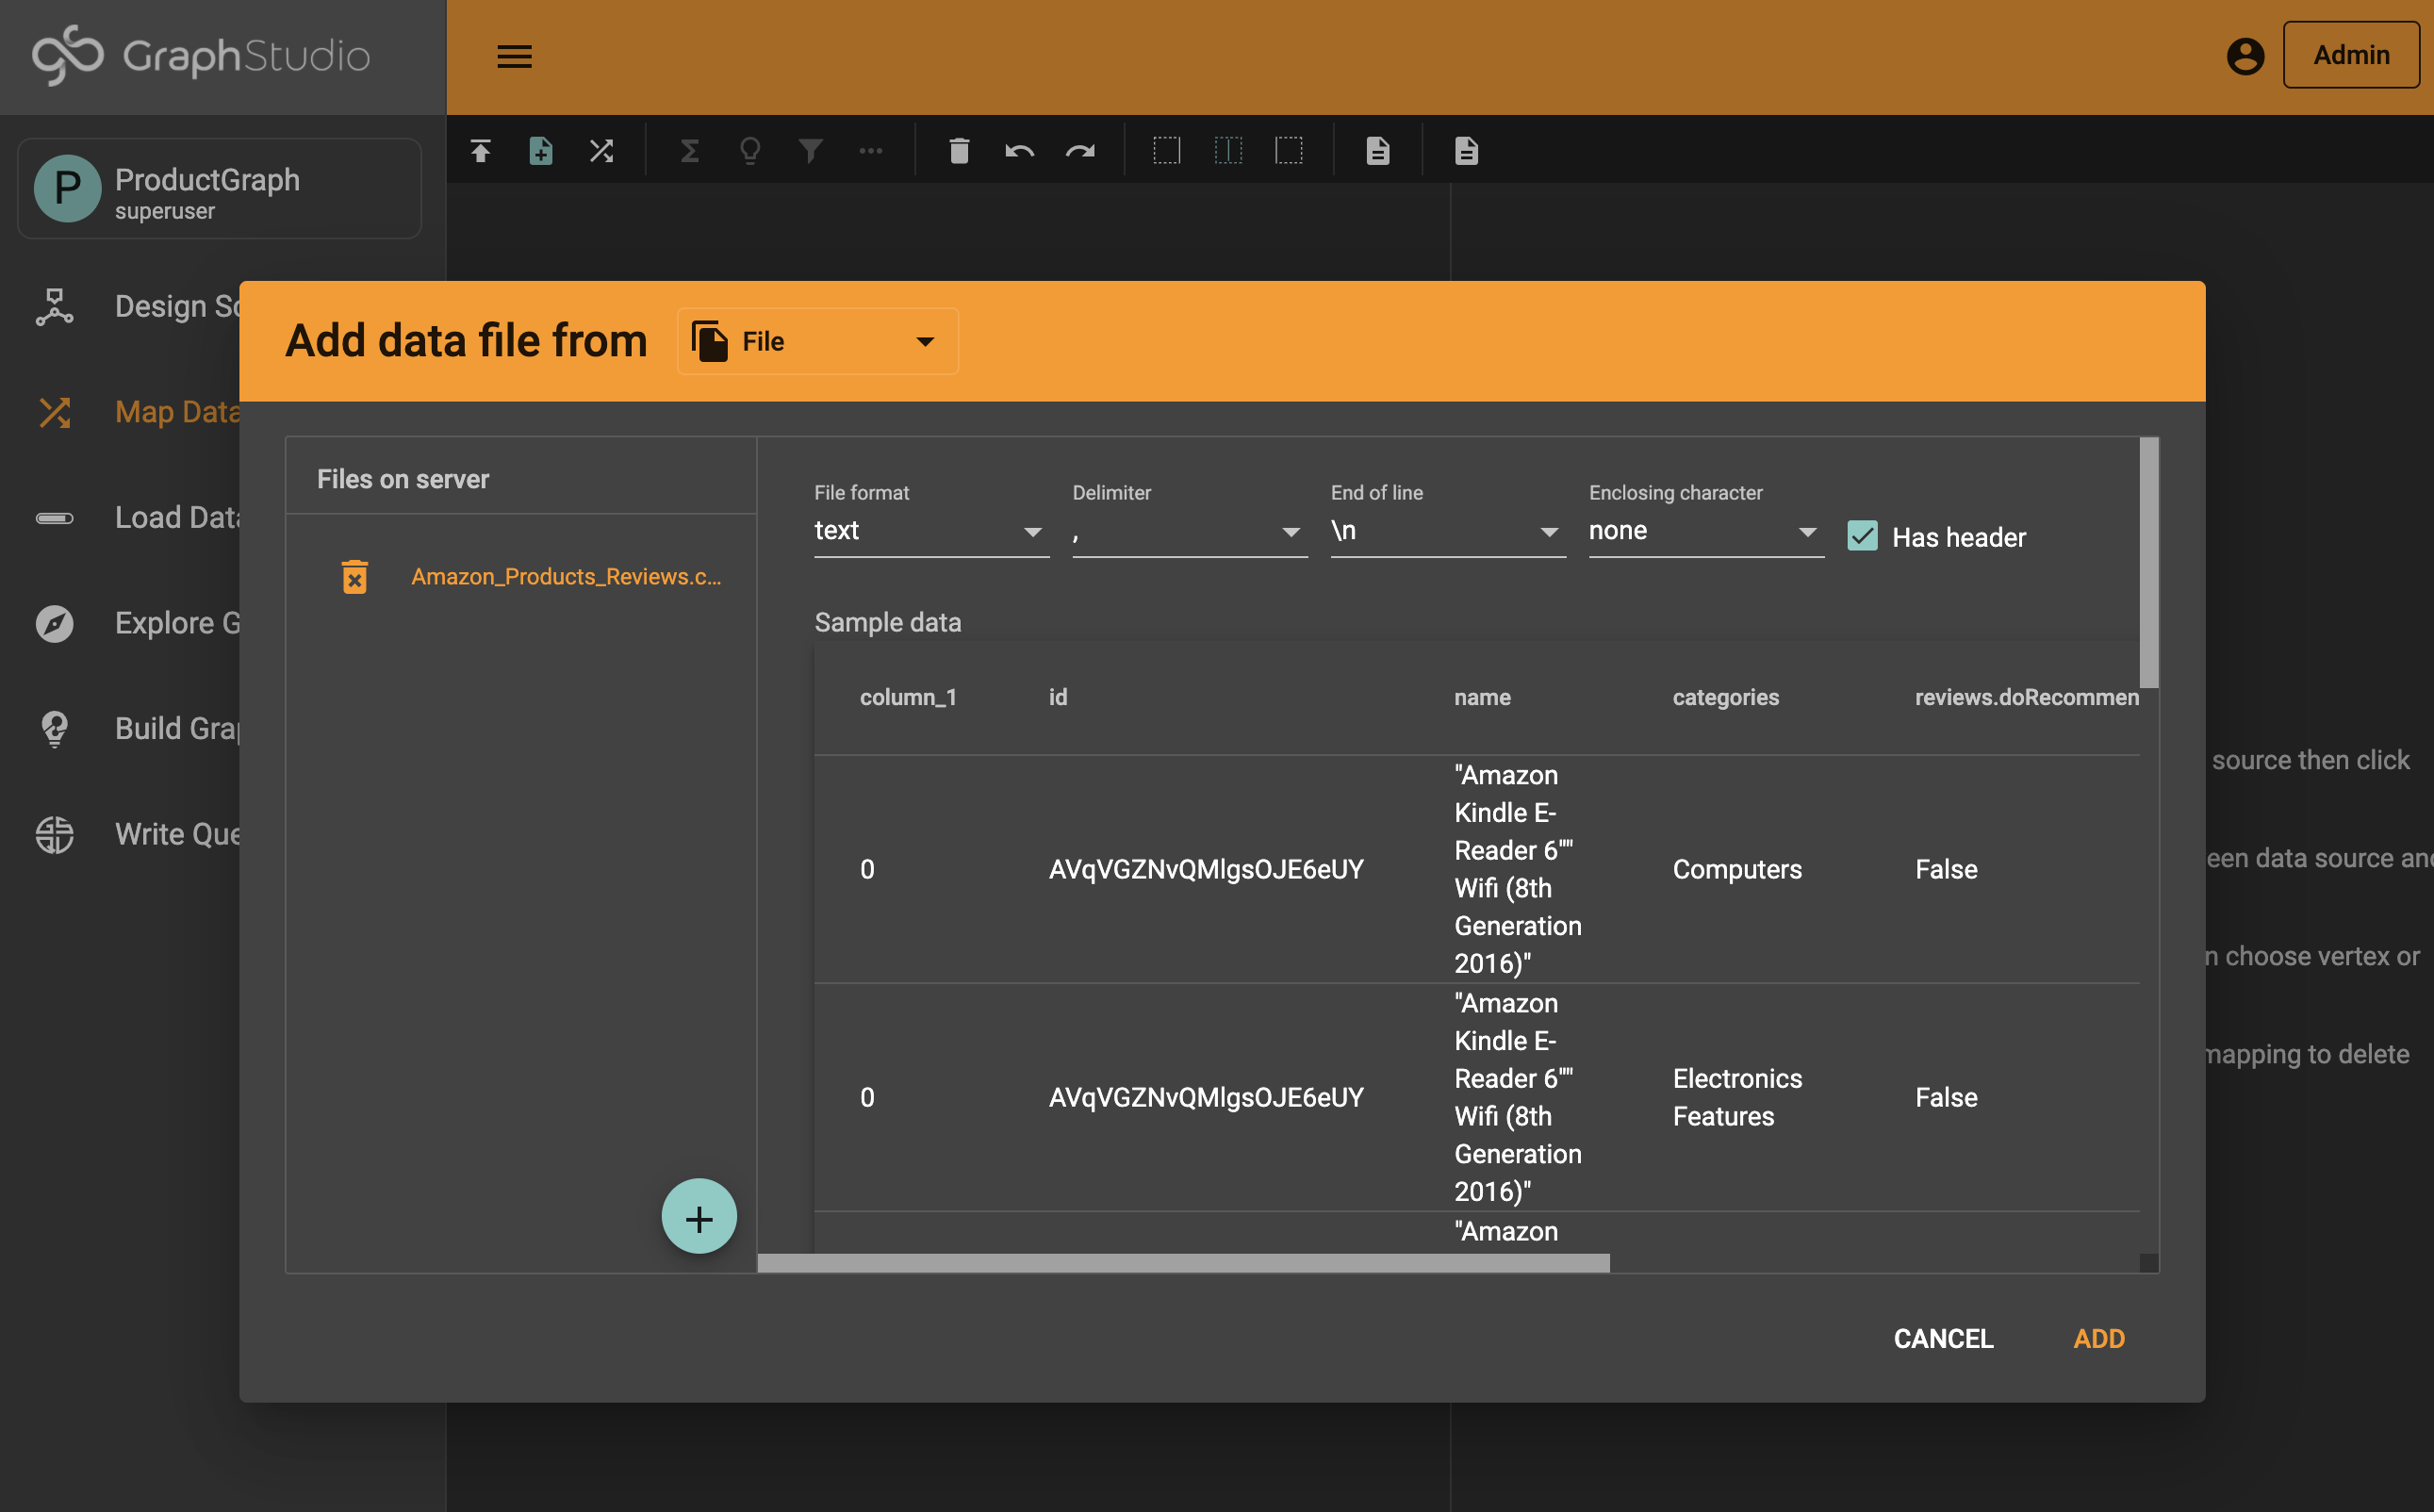 GraphStudio
Admin
P
ProductGraph
superuser
Design Sc
Map Data
Load Data
Explore G
Build Grap
Write Que
Add data file from
File
Files on server
Amazon_Products_Reviews.c...
File format
text
Delimiter
,
End of line
\n
Enclosing character
none
Has header
Sample data
column_1 id name categories reviews.doRecommen
0 AVqVGZNvQMlgsOJE6eUY "Amazon Computers False
Kindle E-
Reader 6""
Wifi (8th
Generation
2016)"
0 AVqVGZNvQMlgsOJE6eUY "Amazon Electronics False
Kindle E- Features
Reader 6""
Wifi (8th
Generation
2016)"
"Amazon
CANCEL
ADD
source then click
een data source and
n choose vertex or
mapping to delete